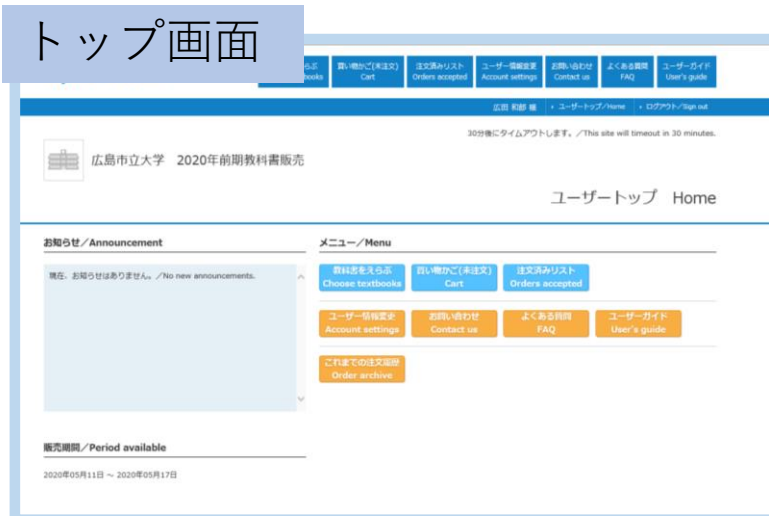 トップ画面
えらぶ
買い物かご(未注文)
Cart
注文済みリスト
Orders accepted
ユーザー情報変更
Account settings
お問い合わせ
Contact us
よくある質問
FAQ
ユーザーガイド
User's guide
ユーザートップ/Home
ログアウト/Sign out
30分後にタイムアウトします。/This site will timeout in 30 minutes.
広島市立大学 2020年前期教科書販売
ユーザートップ Home
お知らせ/Announcement
現在、お知らせはありません。/No new announcements.
メニュー/Menu
教科書をえらぶ
Choose textbooks
買い物かご(未注文)
Cart
注文済みリスト
Orders accepted
ユーザー情報変更
Account settings
お問い合わせ
Contact us
よくある質問
FAQ
ユーザーガイド
User's guide
これまでの注文履歴
Order archive
販売期間/Period available
2020年05月11日 ~ 2020年05月17日